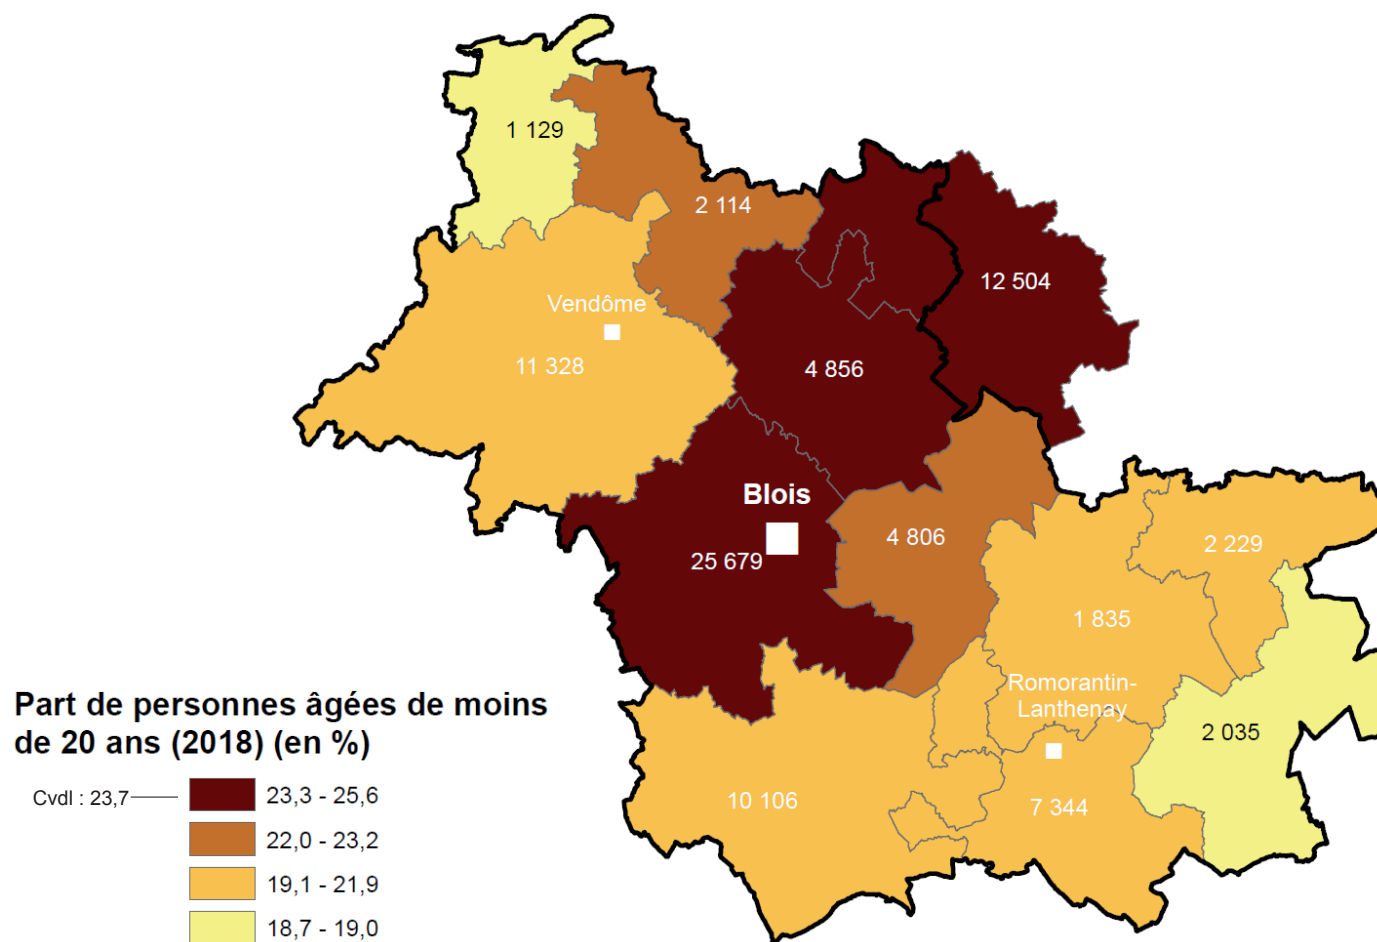 1 129
2 114
12 504
Vendôme
11 328
4 856
Blois
25 679
4 806
2 229
1 835
Romorantin-
Lanthenay
2 035
10 106
7 344
Part de personnes âgées de moins
de 20 ans (2018) (en %)
Cvdl : 23,7
23,3 - 25,6
22,0 - 23,2
19,1 - 21,9
18,7 - 19,0